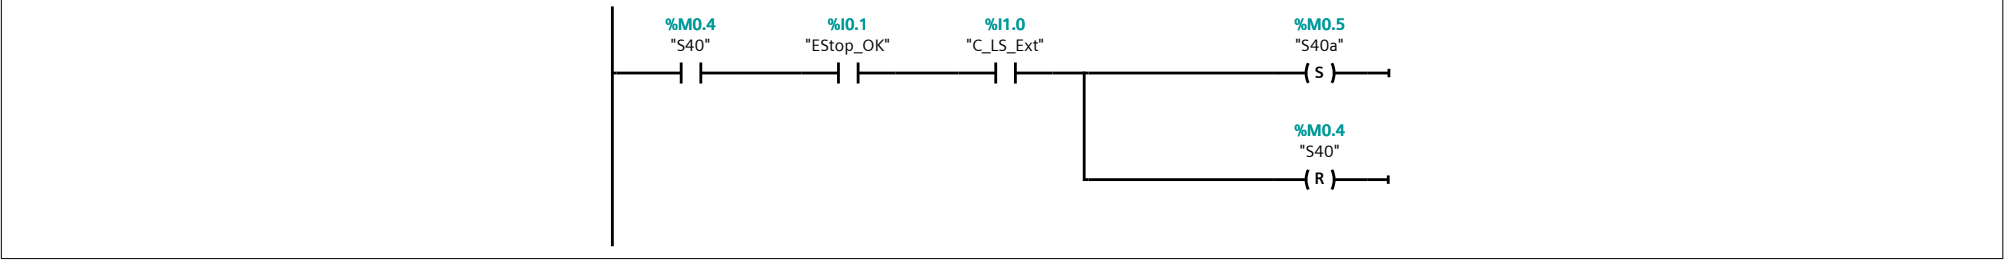 %M0.4 %I0.1 %I1.0 %M0.5
"S40" "EStop_OK" "C_LS_Ext" "S40a"
S
%M0.4
"S40"
R